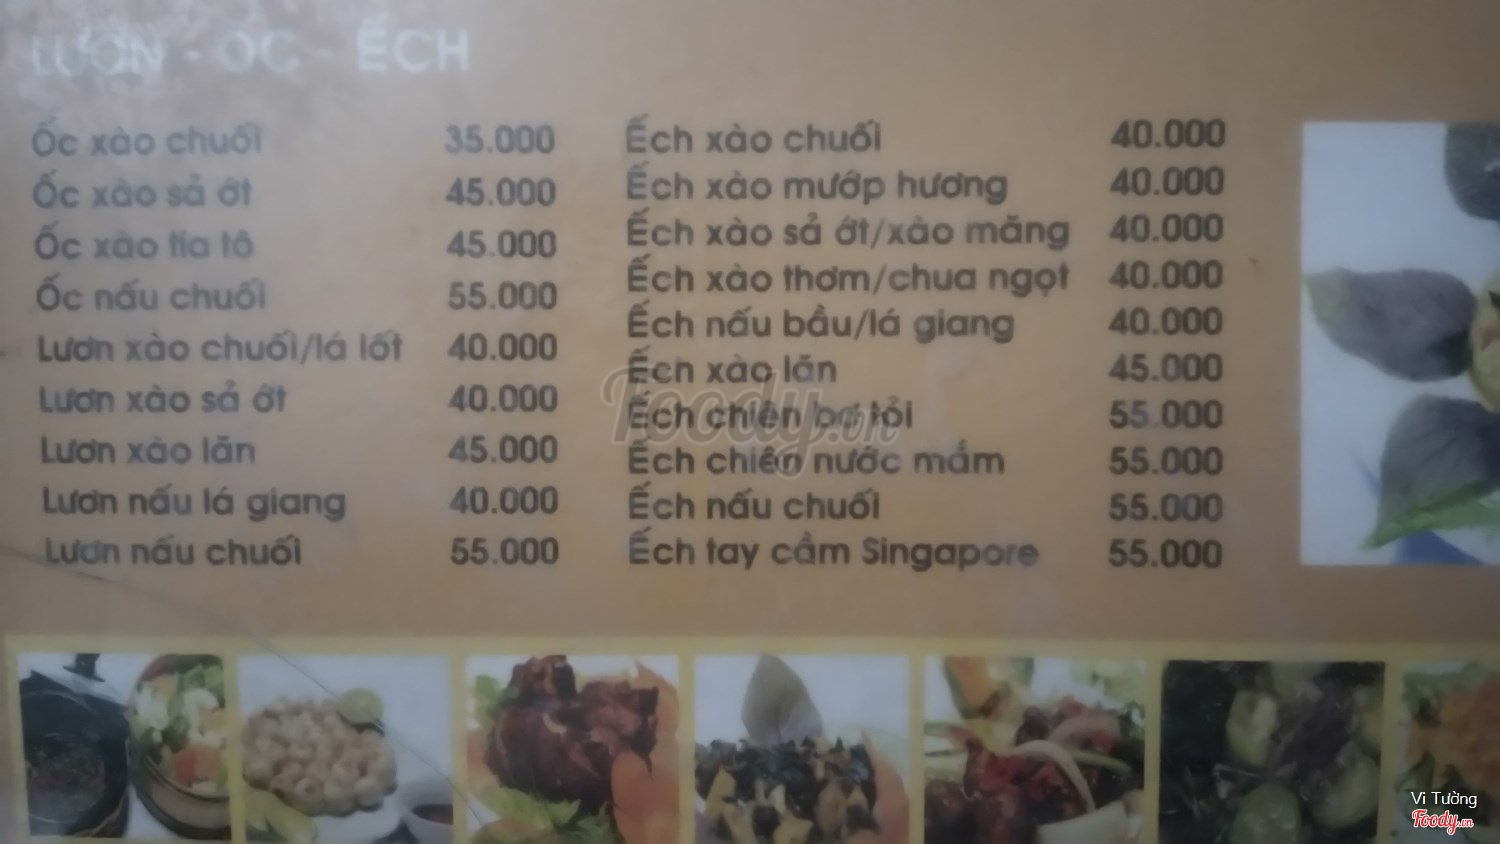 LƯƠN - ỐC - ẾCH
Ốc xào chuối 35.000
Ốc xào sả ớt 45.000
Ốc xào tía tô 45.000
Ốc nấu chuối 55.000
Lươn xào chuối/lá lốt 40.000
Lươn xào sả ớt 40.000
Lươn xào lăn 45.000
Lươn nấu lá giang 40.000
Lươn nấu chuối 55.000
Ếch xào chuối 40.000
Ếch xào mướp hương 40.000
Ếch xào sả ớt/xào măng 40.000
Ếch xào thơm/chua ngọt 40.000
Ếch nấu bầu/lá giang 40.000
Ếch xào lăn 45.000
Ếch chiên bơ tỏi 55.000
Ếch chiên nước mắm 55.000
Ếch nấu chuối 55.000
Ếch tay cầm Singapore 55.000
Foody.vn
Vi Tường
Foody.vn